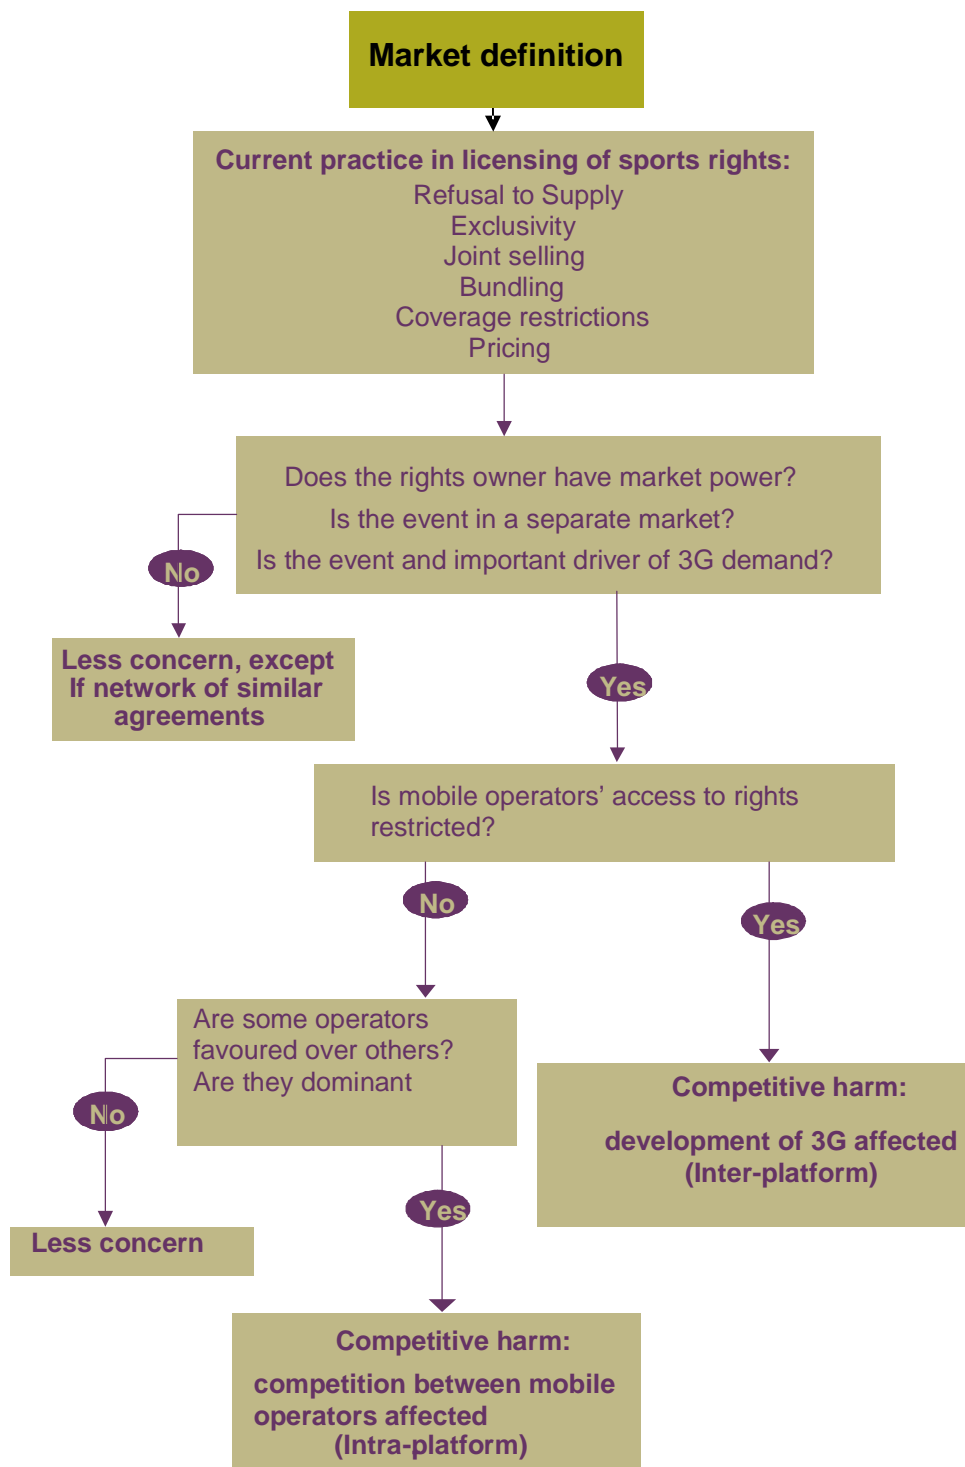 Market definition
Current practice in licensing of sports rights:
Refusal to Supply
Exclusivity
Joint selling
Bundling
Coverage restrictions
Pricing
Does the rights owner have market power?
Is the event in a separate market?
Is the event and important driver of 3G demand?
No
Less concern, except
If network of similar
agreements
Yes
Is mobile operators’ access to rights
restricted?
No
Yes
Are some operators
favoured over others?
Are they dominant
No
Less concern
Yes
Competitive harm:
development of 3G affected
(Inter-platform)
Competitive harm:
competition between mobile
operators affected
(Intra-platform)